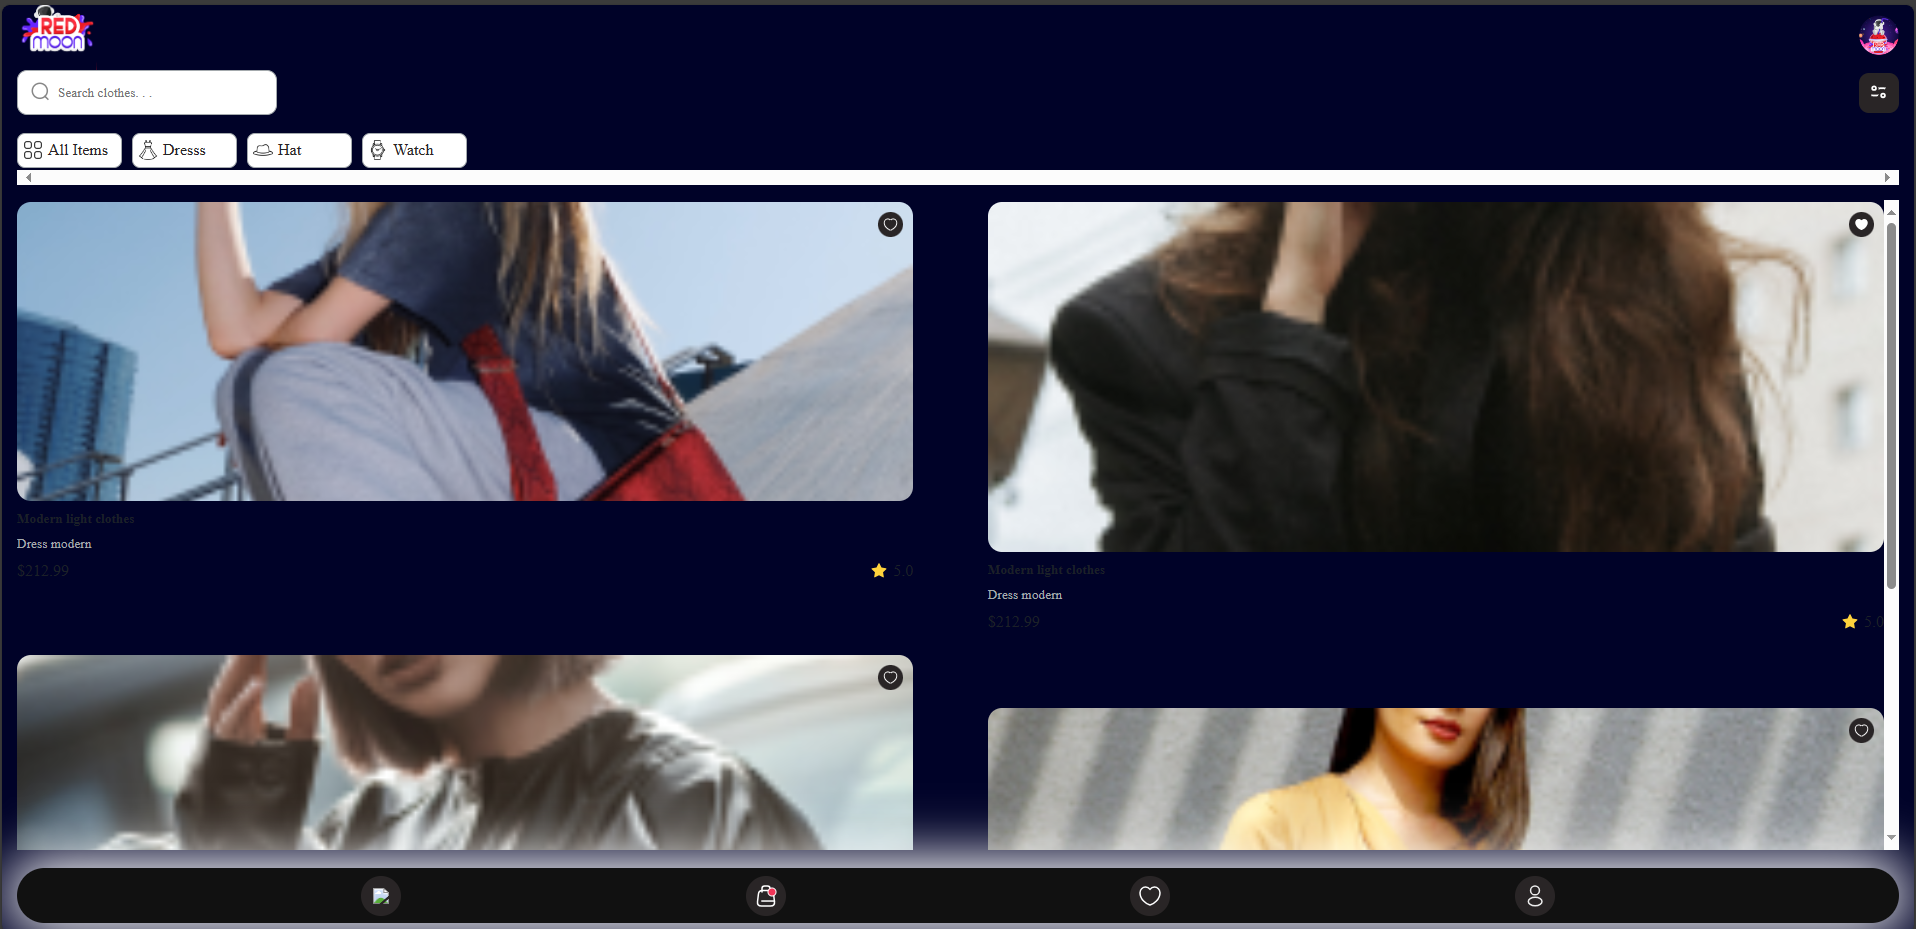 RED
moon
Search clothes. . .
All Items
Dresss
Hat
Watch
Modern light clothes
Dress modern
$212.99
5.0
Modern light clothes
Dress modern
$212.99
5.0